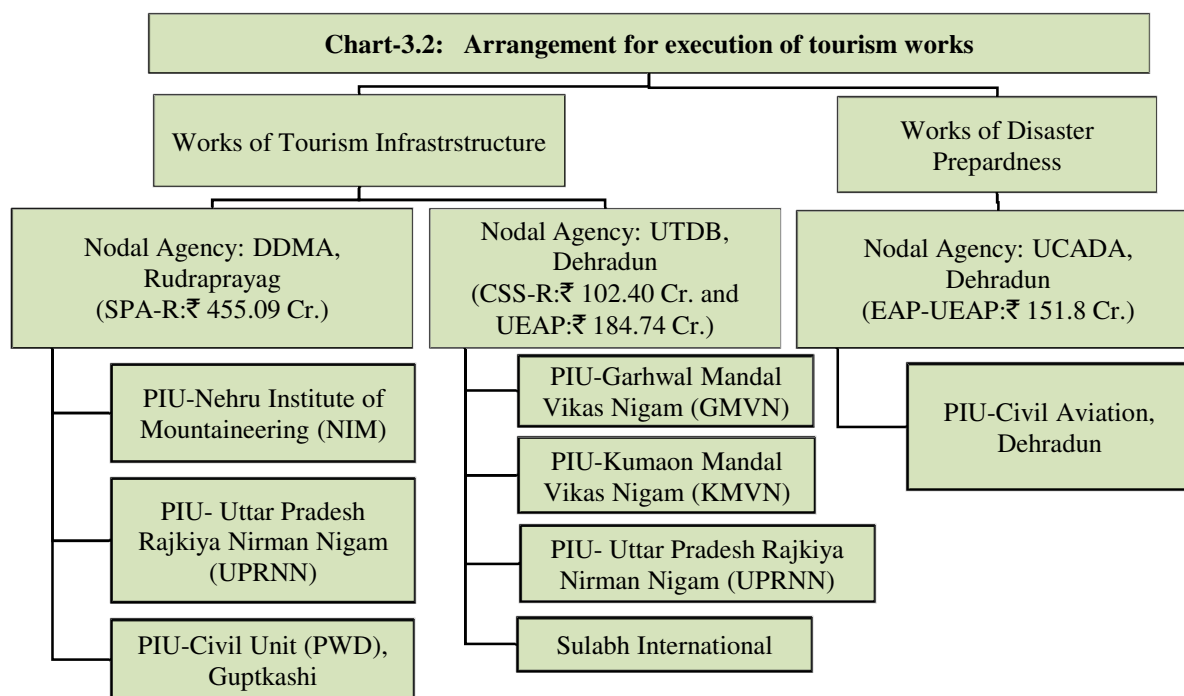 Chart-3.2: Arrangement for execution of tourism works
Works of Tourism Infrastrstructure
Works of Disaster
Prepardness
Nodal Agency: DDMA,
Rudraprayag
(SPA-R:₹ 455.09 Cr.)
Nodal Agency: UTDB,
Dehradun
(CSS-R:₹ 102.40 Cr. and
UEAP:₹ 184.74 Cr.)
Nodal Agency: UCADA,
Dehradun
(EAP-UEAP:₹ 151.8 Cr.)
PIU-Nehru Institute of
Mountaineering (NIM)
PIU- Uttar Pradesh
Rajkiya Nirman Nigam
(UPRNN)
PIU-Civil Unit (PWD),
Guptkashi
PIU-Garhwal Mandal
Vikas Nigam (GMVN)
PIU-Kumaon Mandal
Vikas Nigam (KMVN)
PIU- Uttar Pradesh Rajkiya
Nirman Nigam (UPRNN)
Sulabh International
PIU-Civil Aviation,
Dehradun